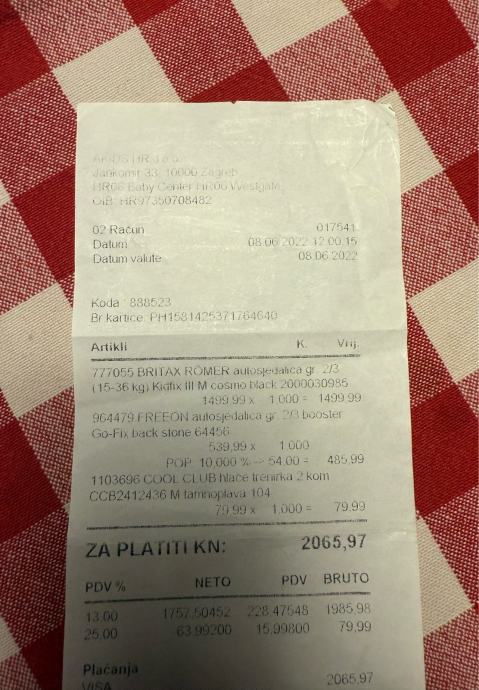 AKIDS HR d.o.o.
Jankomir 33, 10000 Zagreb
HR06 Baby Center HR06 Westgate
OIB: HR97350708482
02 Račun 017541
Datum 08.06.2022 12:00:15
Datum valute 08.06.2022
Koda : 888523
Br kartice: PH1581425371764640
Artikli K. Vrij.
777055 BRITAX RÖMER autosjedalica gr. 2/3
(15-36 kg) Kidfix III M cosmo black 2000030985
1499,99 x 1,000 = 1499,99
964479 FREEON autosjedalica gr. 2/3 booster
Go-Fix back stone 64456
539,99 x 1,000
POP. 10,000 % --> 54,00 = 485,99
1103696 COOL CLUB hlače trenirka 2 kom
CCB2412436 M tamnoplava 104
79,99 x 1,000 = 79,99
ZA PLATITI KN: 2065,97
PDV % NETO PDV BRUTO
13,00 1757,50452 228,47548 1985,98
25,00 63,99200 15,99800 79,99
Plaćanja
VISA 2065,97